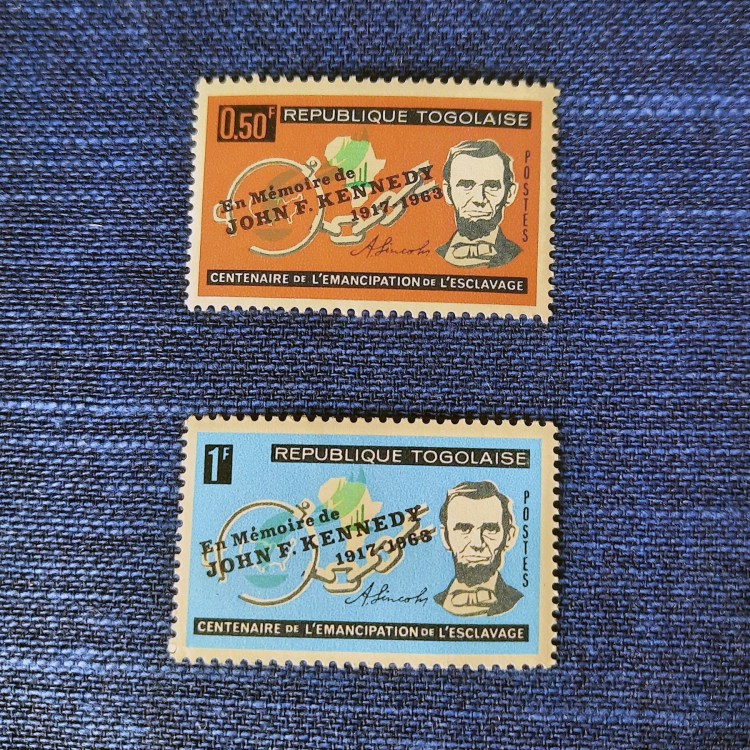 0.50F
REPUBLIQUE TOGOLAISE
POSTES
En Mémoire de
JOHN F. KENNEDY
1917-1963
A. Lincoln
CENTENAIRE DE L'EMANCIPATION DE L'ESCLAVAGE
1F
REPUBLIQUE TOGOLAISE
POSTES
En Mémoire de
JOHN F. KENNEDY
1917-1963
A. Lincoln
CENTENAIRE DE L'EMANCIPATION DE L'ESCLAVAGE